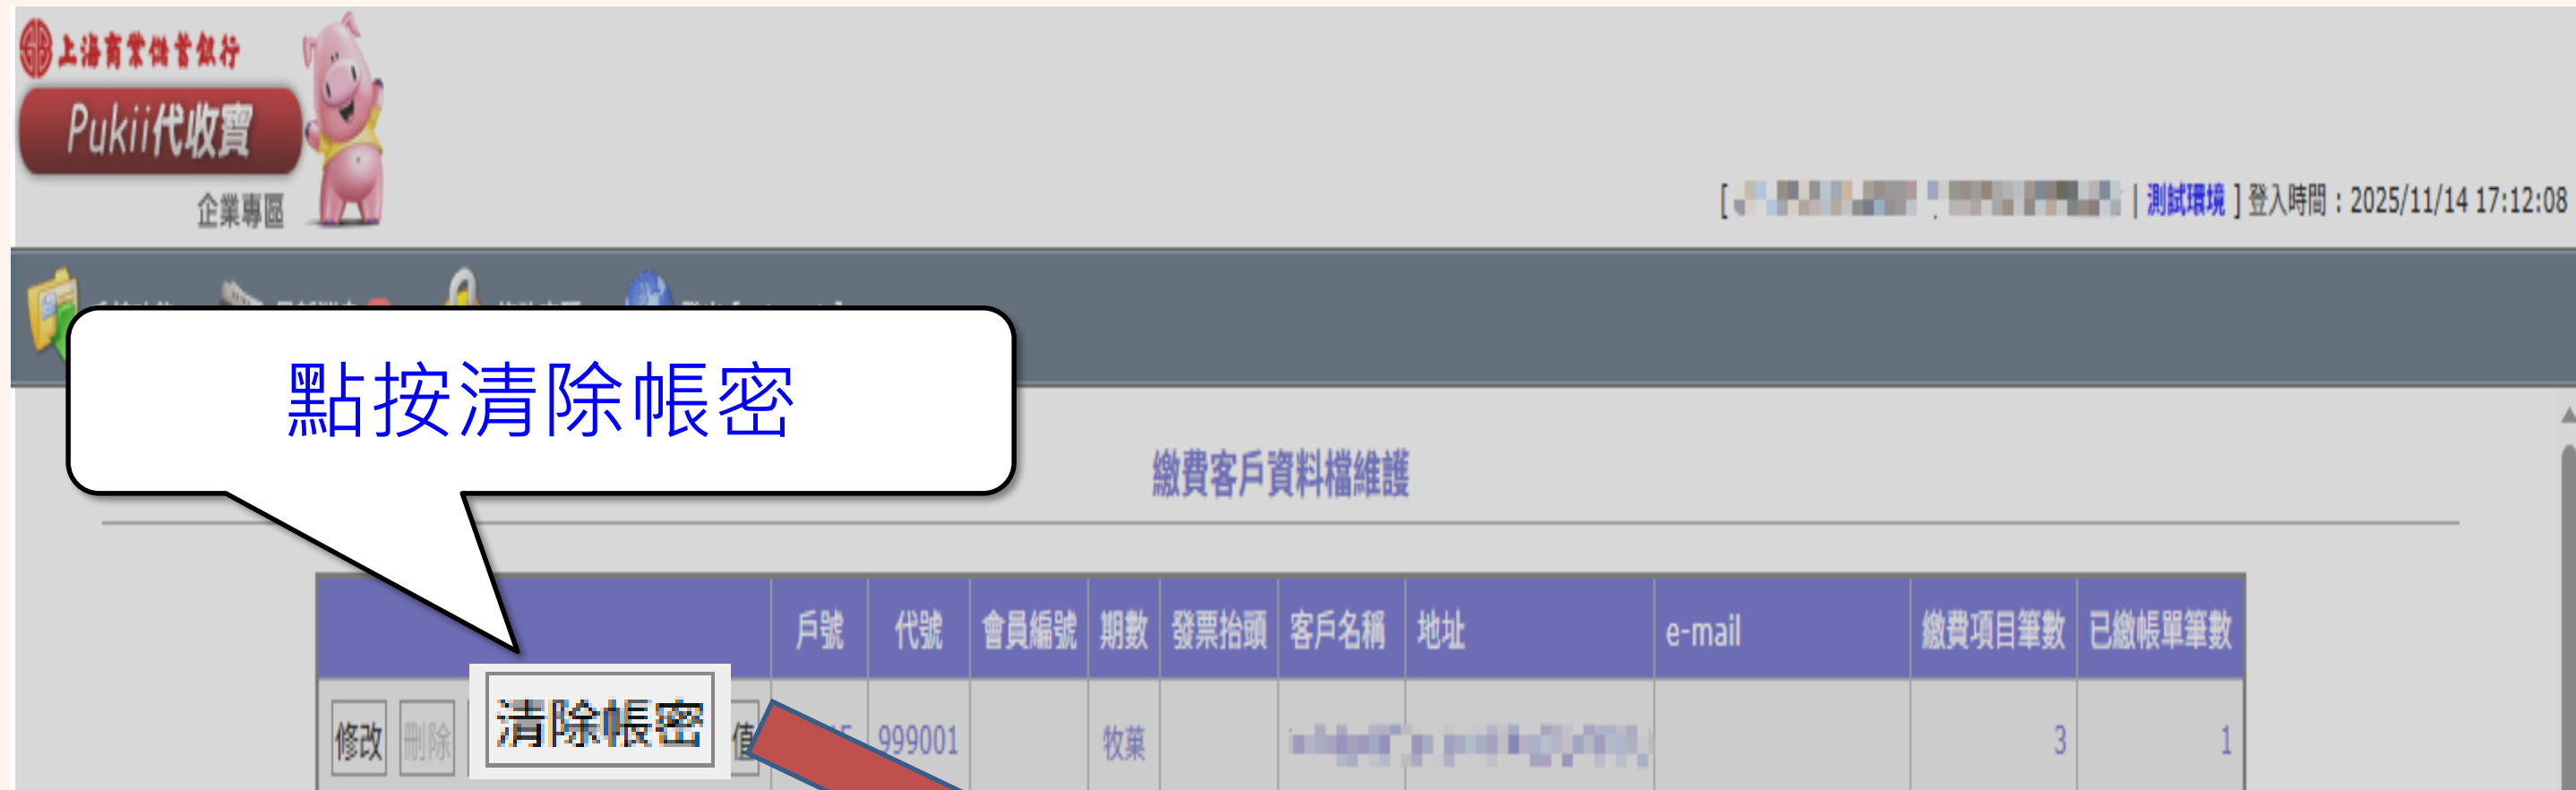 上海商業儲蓄銀行
Pukii代收寶
企業專區
| 測試環境 ] 登入時間 : 2025/11/14 17:12:08
點按清除帳密
繳費客戶資料檔維護
戶號 代號 會員編號 期數 發票抬頭 客戶名稱 地址 e-mail 繳費項目筆數 已繳帳單筆數
修改 刪除 清除帳密 值 999001 牧葉 3 1